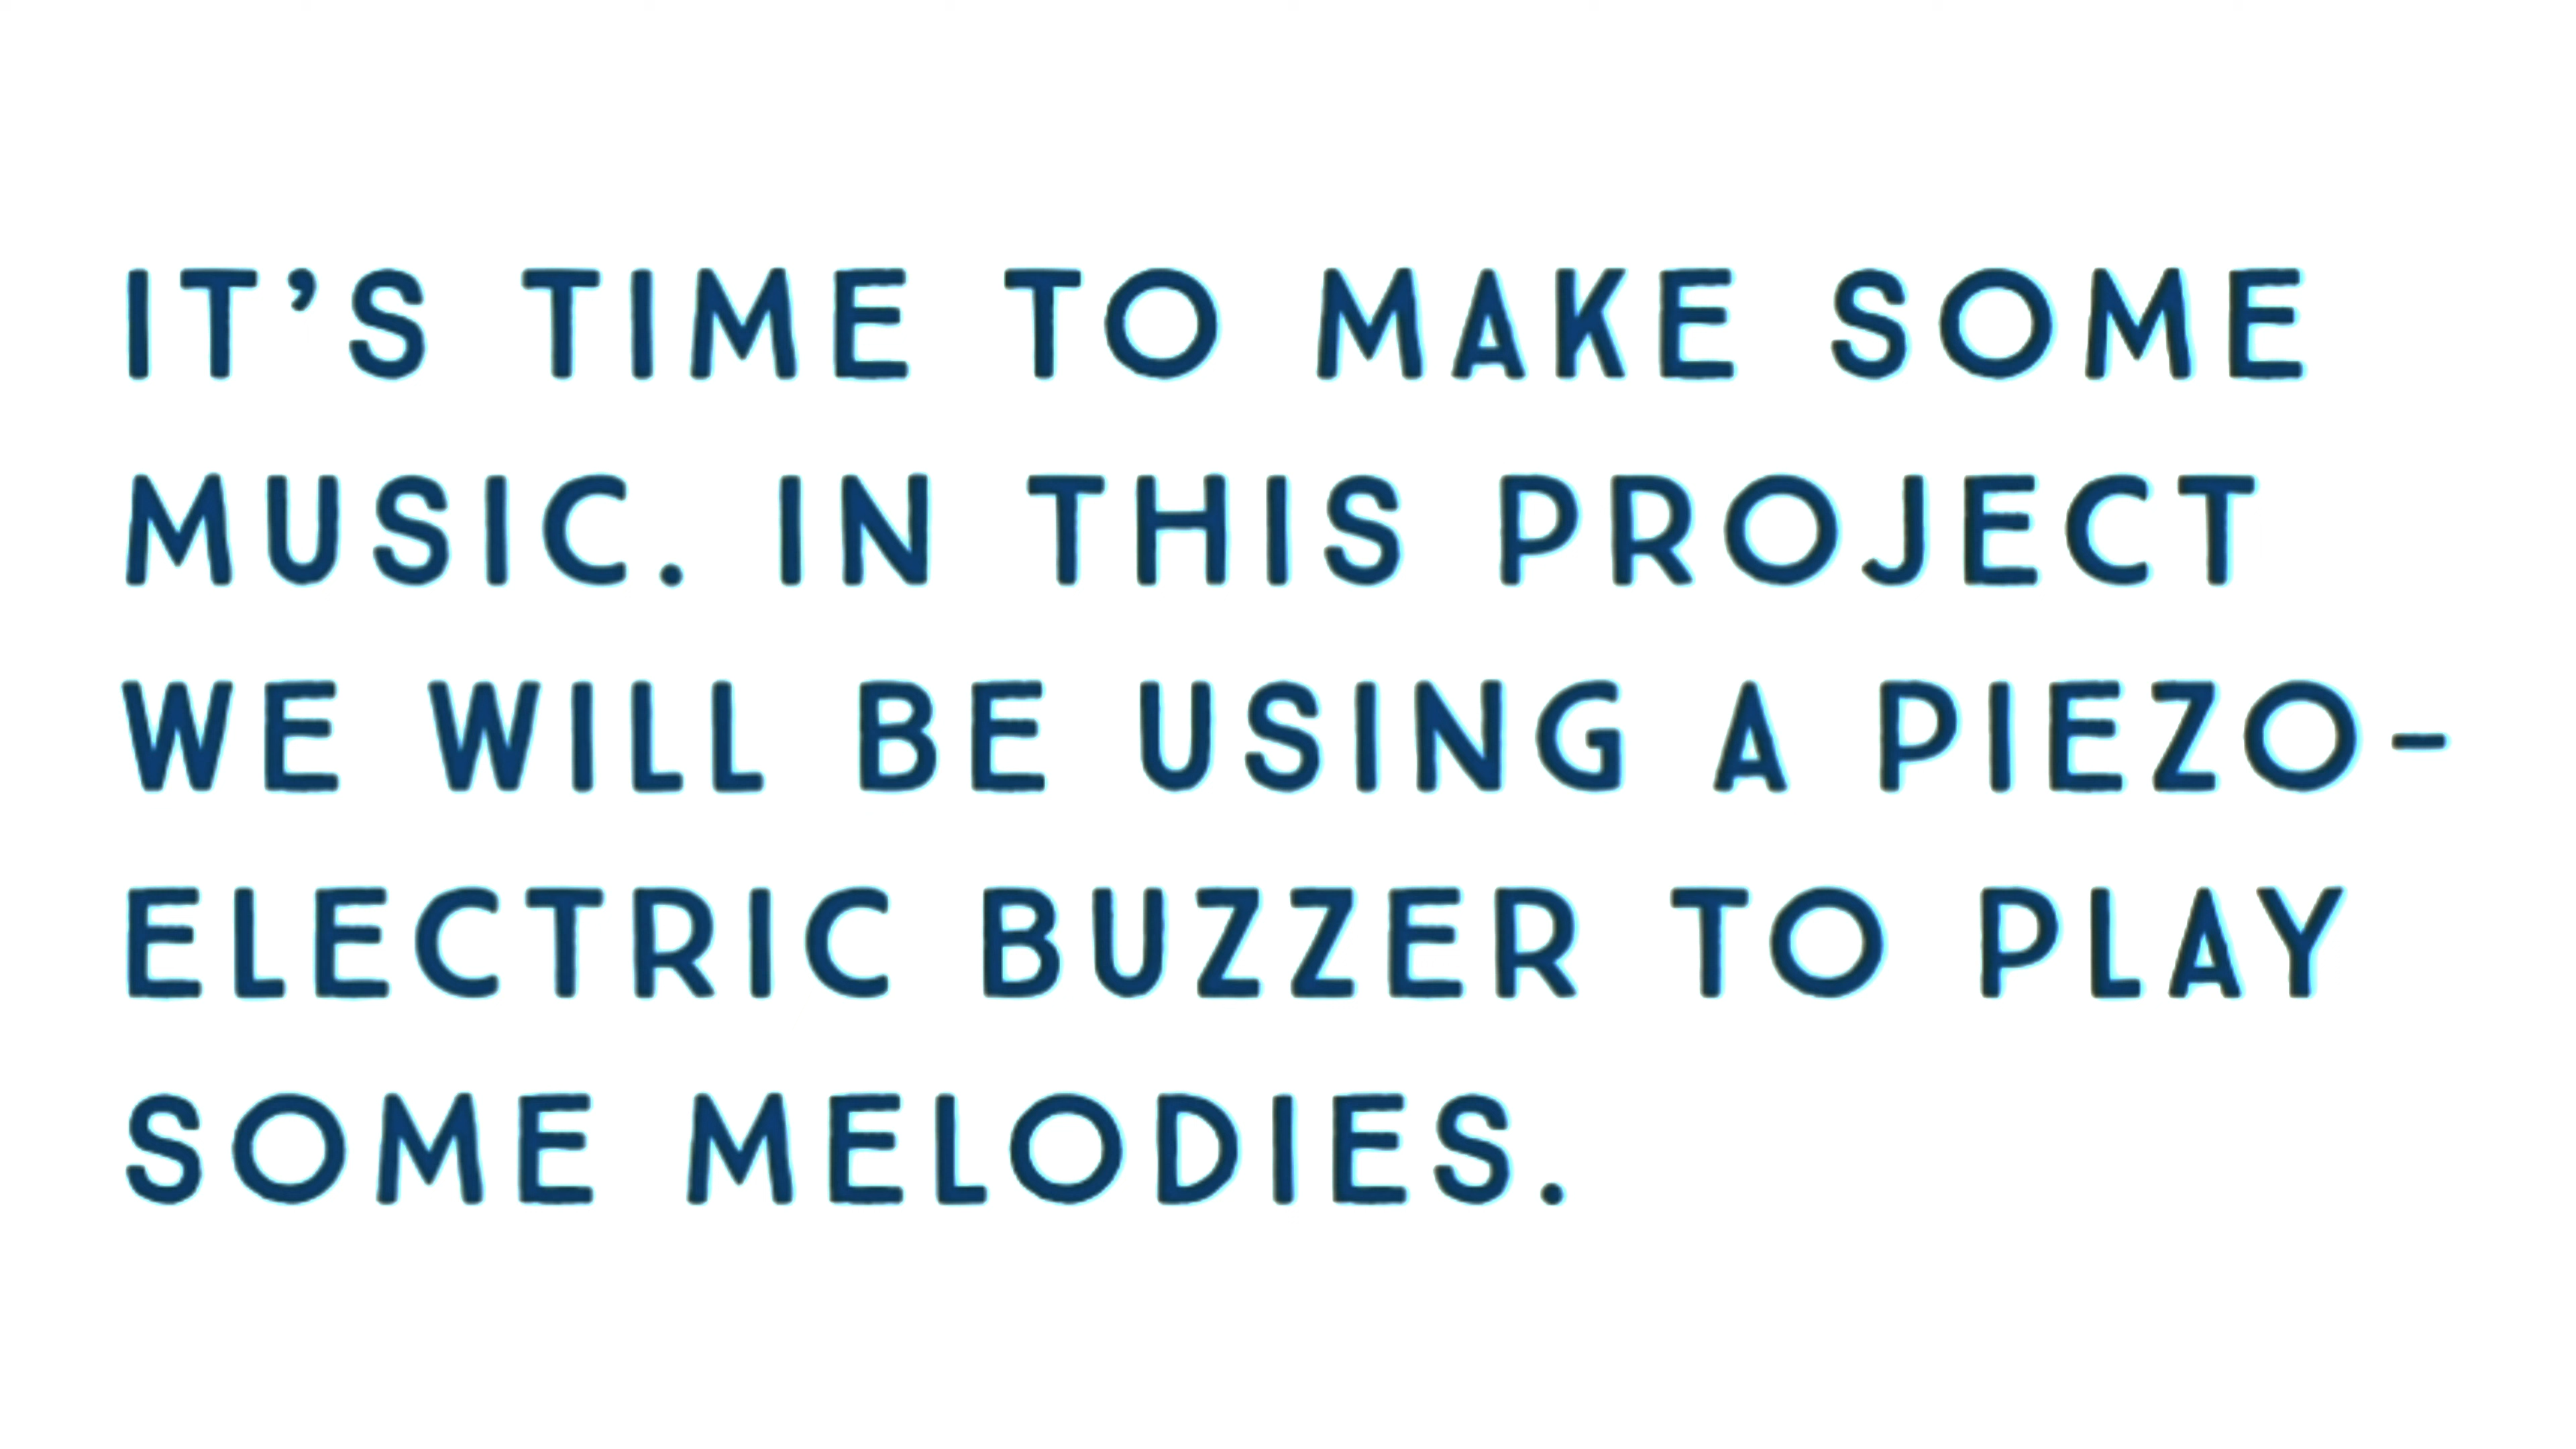 IT’S TIME TO MAKE SOME
MUSIC. IN THIS PROJECT
WE WILL BE USING A PIEZO-
ELECTRIC BUZZER TO PLAY
SOME MELODIES.